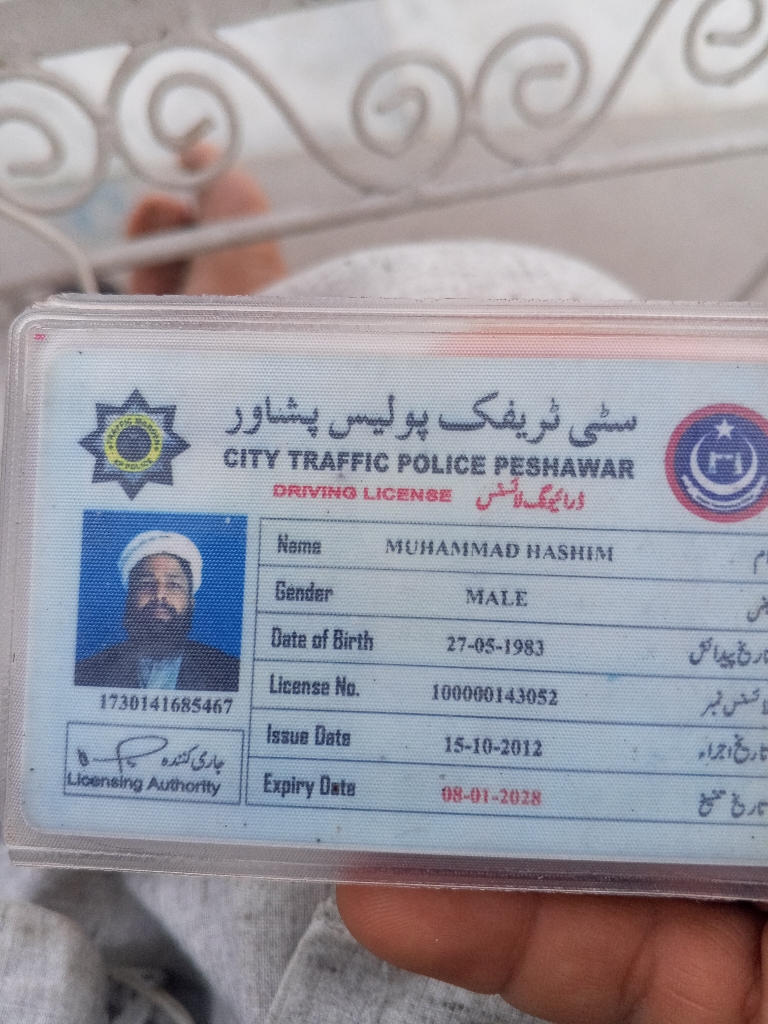 سٹی ٹریفک پولیس پشاور
CITY TRAFFIC POLICE PESHAWAR
DRIVING LICENSE ڈرائیونگ لائسنس
Name MUHAMMAD HASHIM
Gender MALE
Date of Birth 27-05-1983 تاریخ پیدائش
License No. 100000143052 لائسنس نمبر
Issue Date 15-10-2012 تاریخ اجراء
Expiry Date 08-01-2028 تاریخ تنسیخ
1730141685467
جاری کنندہ
Licensing Authority